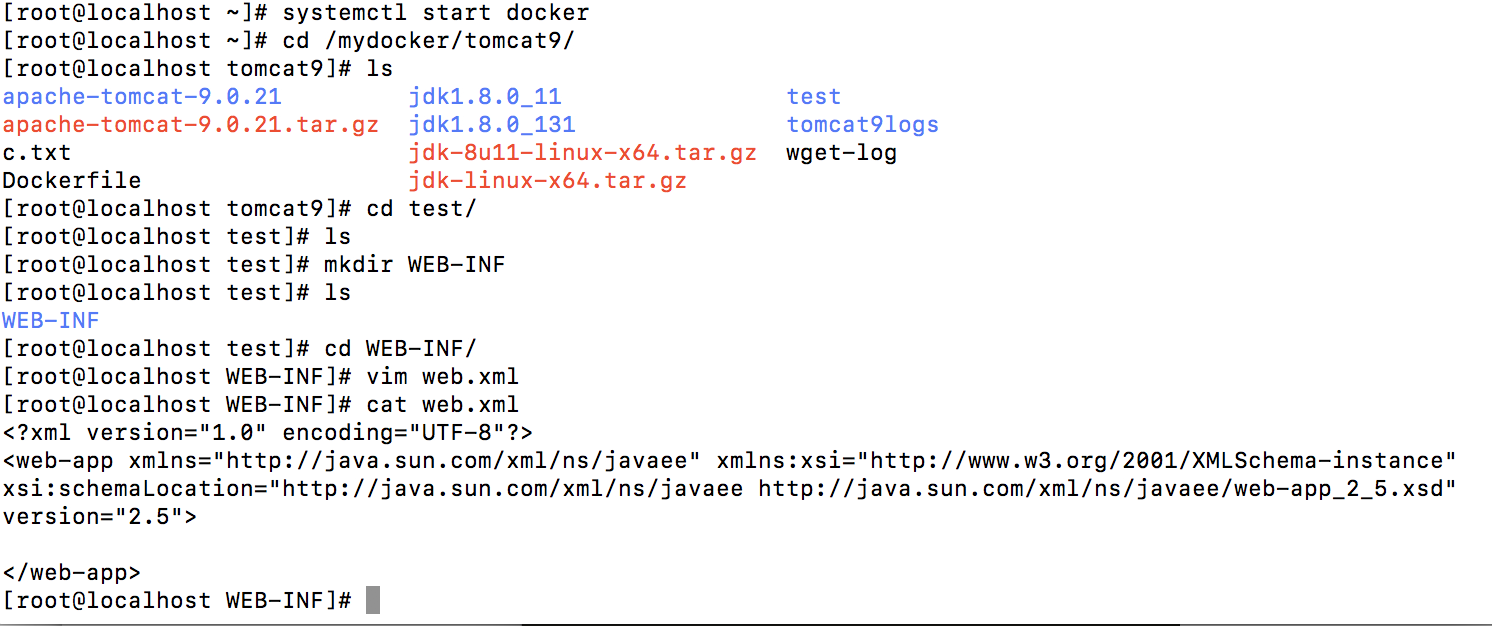 [root@localhost ~]# systemctl start docker
[root@localhost ~]# cd /mydocker/tomcat9/
[root@localhost tomcat9]# ls
apache-tomcat-9.0.21 jdk1.8.0_11 test
apache-tomcat-9.0.21.tar.gz jdk1.8.0_131 tomcat9logs
c.txt jdk-8u11-linux-x64.tar.gz wget-log
Dockerfile jdk-linux-x64.tar.gz
[root@localhost tomcat9]# cd test/
[root@localhost test]# ls
[root@localhost test]# mkdir WEB-INF
[root@localhost test]# ls
WEB-INF
[root@localhost test]# cd WEB-INF/
[root@localhost WEB-INF]# vim web.xml
[root@localhost WEB-INF]# cat web.xml
<?xml version="1.0" encoding="UTF-8"?>
<web-app xmlns="http://java.sun.com/xml/ns/javaee" xmlns:xsi="http://www.w3.org/2001/XMLSchema-instance"
xsi:schemaLocation="http://java.sun.com/xml/ns/javaee http://java.sun.com/xml/ns/javaee/web-app_2_5.xsd"
version="2.5">
</web-app>
[root@localhost WEB-INF]#